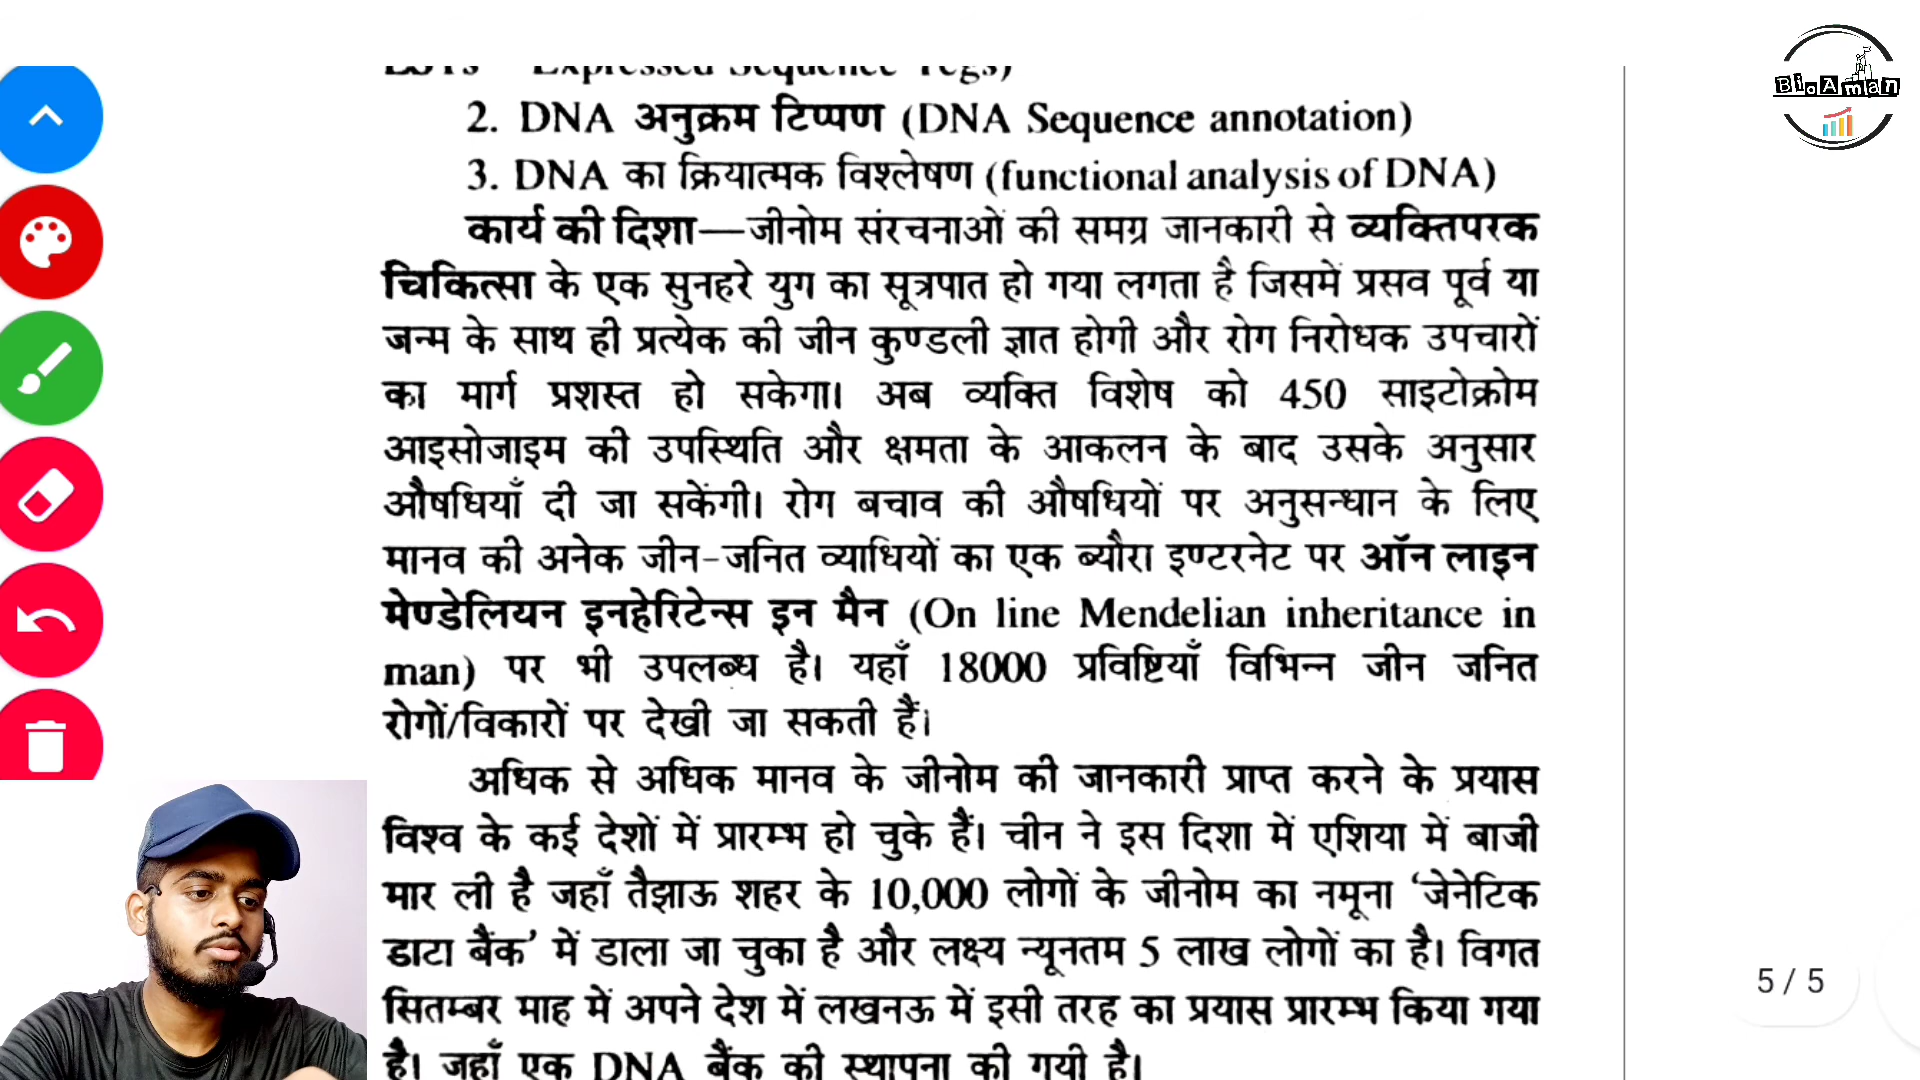 ESTs Expressed Sequence Tegs)
2. DNA अनुक्रम टिप्पण (DNA Sequence annotation)
3. DNA का क्रियात्मक विश्लेषण (functional analysis of DNA)
कार्य की दिशा—जीनोम संरचनाओं की समग्र जानकारी से व्यक्तिपरक
चिकित्सा के एक सुनहरे युग का सूत्रपात हो गया लगता है जिसमें प्रसव पूर्व या
जन्म के साथ ही प्रत्येक की जीन कुण्डली ज्ञात होगी और रोग निरोधक उपचारों
का मार्ग प्रशस्त हो सकेगा। अब व्यक्ति विशेष को 450 साइटोक्रोम
आइसोजाइम की उपस्थिति और क्षमता के आकलन के बाद उसके अनुसार
औषधियाँ दी जा सकेंगी। रोग बचाव की औषधियों पर अनुसन्धान के लिए
मानव की अनेक जीन-जनित व्याधियों का एक ब्यौरा इण्टरनेट पर ऑन लाइन
मेण्डेलियन इनहेरिटेन्स इन मैन (On line Mendelian inheritance in
man) पर भी उपलब्ध है। यहाँ 18000 प्रविष्टियाँ विभिन्न जीन जनित
रोगों/विकारों पर देखी जा सकती हैं।
अधिक से अधिक मानव के जीनोम की जानकारी प्राप्त करने के प्रयास
विश्व के कई देशों में प्रारम्भ हो चुके हैं। चीन ने इस दिशा में एशिया में बाजी
मार ली है जहाँ तैझाऊ शहर के 10,000 लोगों के जीनोम का नमूना ‘जेनेटिक
डाटा बैंक’ में डाला जा चुका है और लक्ष्य न्यूनतम 5 लाख लोगों का है। विगत
सितम्बर माह में अपने देश में लखनऊ में इसी तरह का प्रयास प्रारम्भ किया गया
है। जहाँ एक DNA बैंक की स्थापना की गयी है।
BioAman
5 / 5